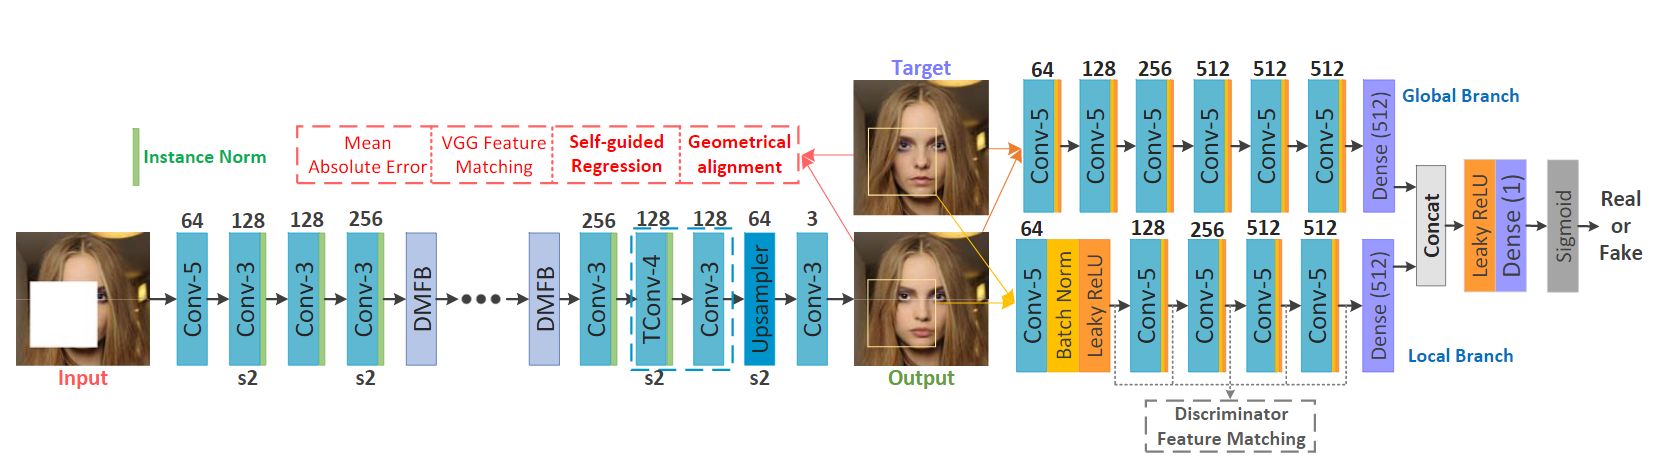 Target
64 128 256 512 512 512
Conv-5 Conv-5 Conv-5 Conv-5 Conv-5 Conv-5 Dense (512)
Global Branch
Instance Norm
Mean
Absolute Error
VGG Feature
Matching
Self-guided
Regression
Geometrical
alignment
64 128 128 256 256 128 128 64 3
Conv-5 Conv-3 Conv-3 Conv-3 DMFB DMFB Conv-3 TConv-4 Conv-3 Upsampler Conv-3
s2 s2 s2 s2
Input
Output
64 128 256 512 512
Conv-5 Batch Norm Leaky ReLU Conv-5 Conv-5 Conv-5 Conv-5 Dense (512)
Local Branch
Concat
Leaky ReLU
Dense (1)
Sigmoid
Real
or
Fake
Discriminator
Feature Matching